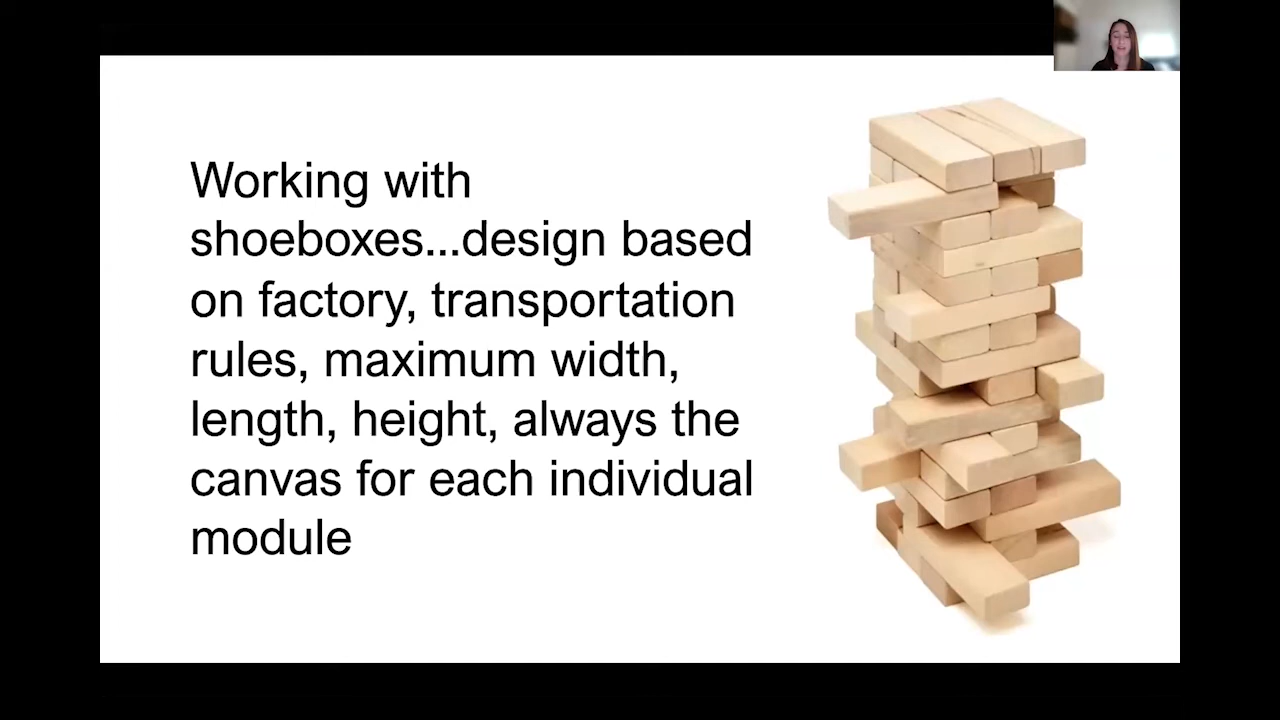 Working with
shoeboxes...design based
on factory, transportation
rules, maximum width,
length, height, always the
canvas for each individual
module